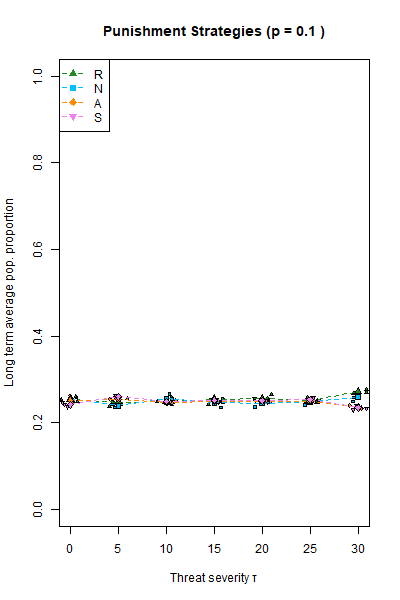 Punishment Strategies (p = 0.1 )
R
N
A
S
Long term average pop. proportion
1.0
0.8
0.6
0.4
0.2
0.0
0 5 10 15 20 25 30
Threat severity τ